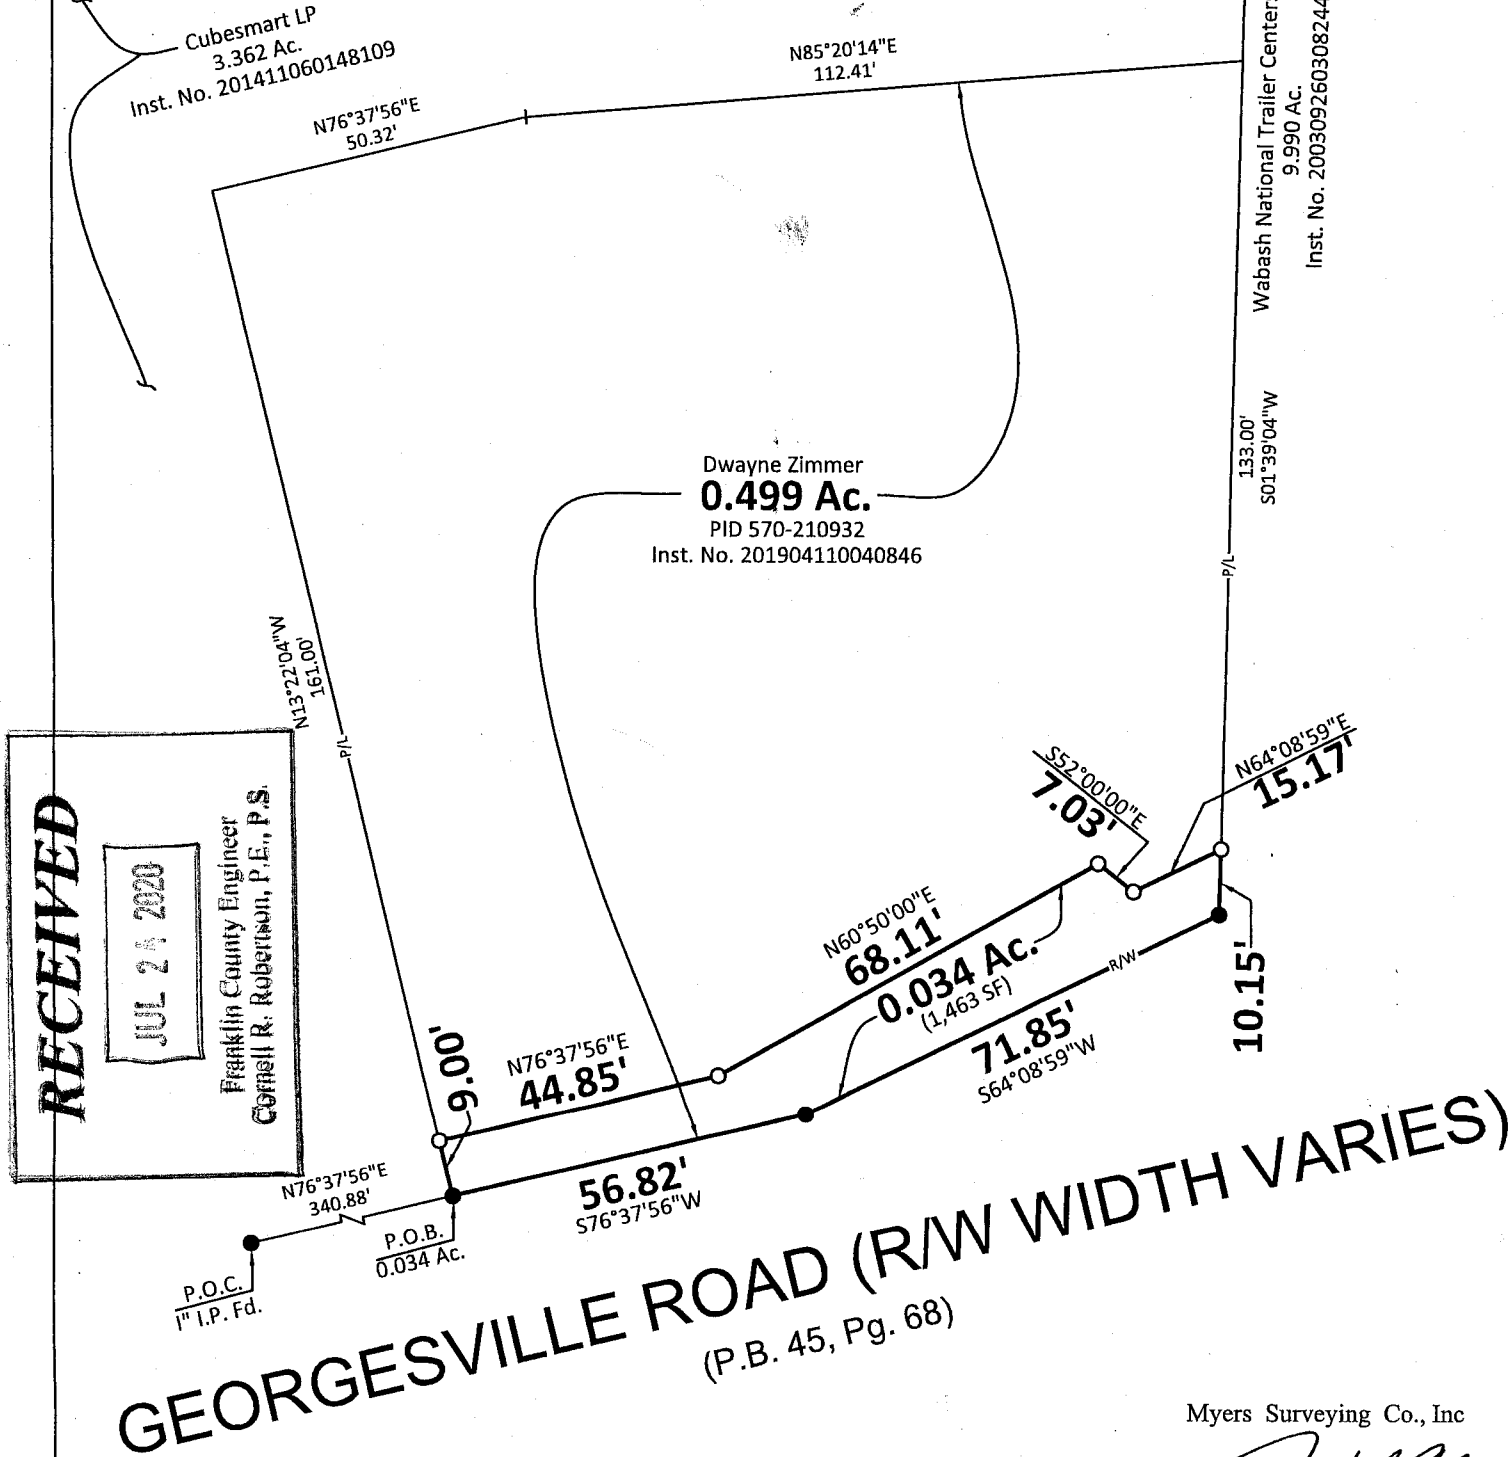 Cubesmart LP
3.362 Ac.
Inst. No. 201411060148109
N76°37'56"E
50.32'
N85°20'14"E
112.41'
Wabash National Trailer Centers
9.990 Ac.
Inst. No. 200309260308244
133.00'
S01°39'04"W
P/L
Dwayne Zimmer
0.499 Ac.
PID 570-210932
Inst. No. 201904110040846
N13°22'04"W
161.00'
P/L
RECEIVED
JUL 24 2020
Franklin County Engineer
Cornell R. Robertson, P.E., P.S.
S52°00'00"E
7.03'
N64°08'59"E
15.17'
N60°50'00"E
68.11'
0.034 Ac.
(1,463 SF)
R/W
71.85'
S64°08'59"W
10.15'
9.00'
N76°37'56"E
44.85'
56.82'
S76°37'56"W
N76°37'56"E
340.88'
P.O.B.
0.034 Ac.
P.O.C.
1" I.P. Fd.
GEORGESVILLE ROAD (R/W WIDTH VARIES)
(P.B. 45, Pg. 68)
Myers Surveying Co., Inc